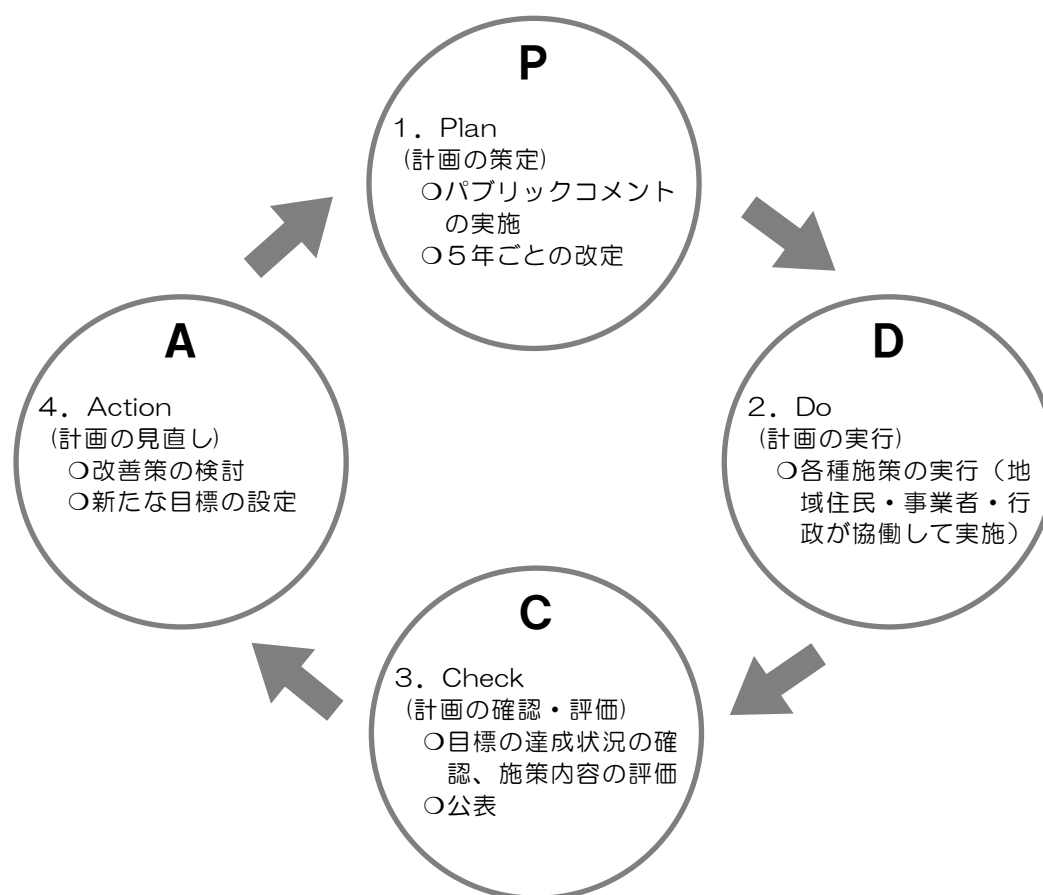 P
1．Plan
(計画の策定)
○パブリックコメント
の実施
○５年ごとの改定
D
2．Do
(計画の実行)
○各種施策の実行（地
域住民・事業者・行
政が協働して実施）
C
3．Check
(計画の確認・評価)
○目標の達成状況の確
認、施策内容の評価
○公表
A
4．Action
(計画の見直し)
○改善策の検討
○新たな目標の設定